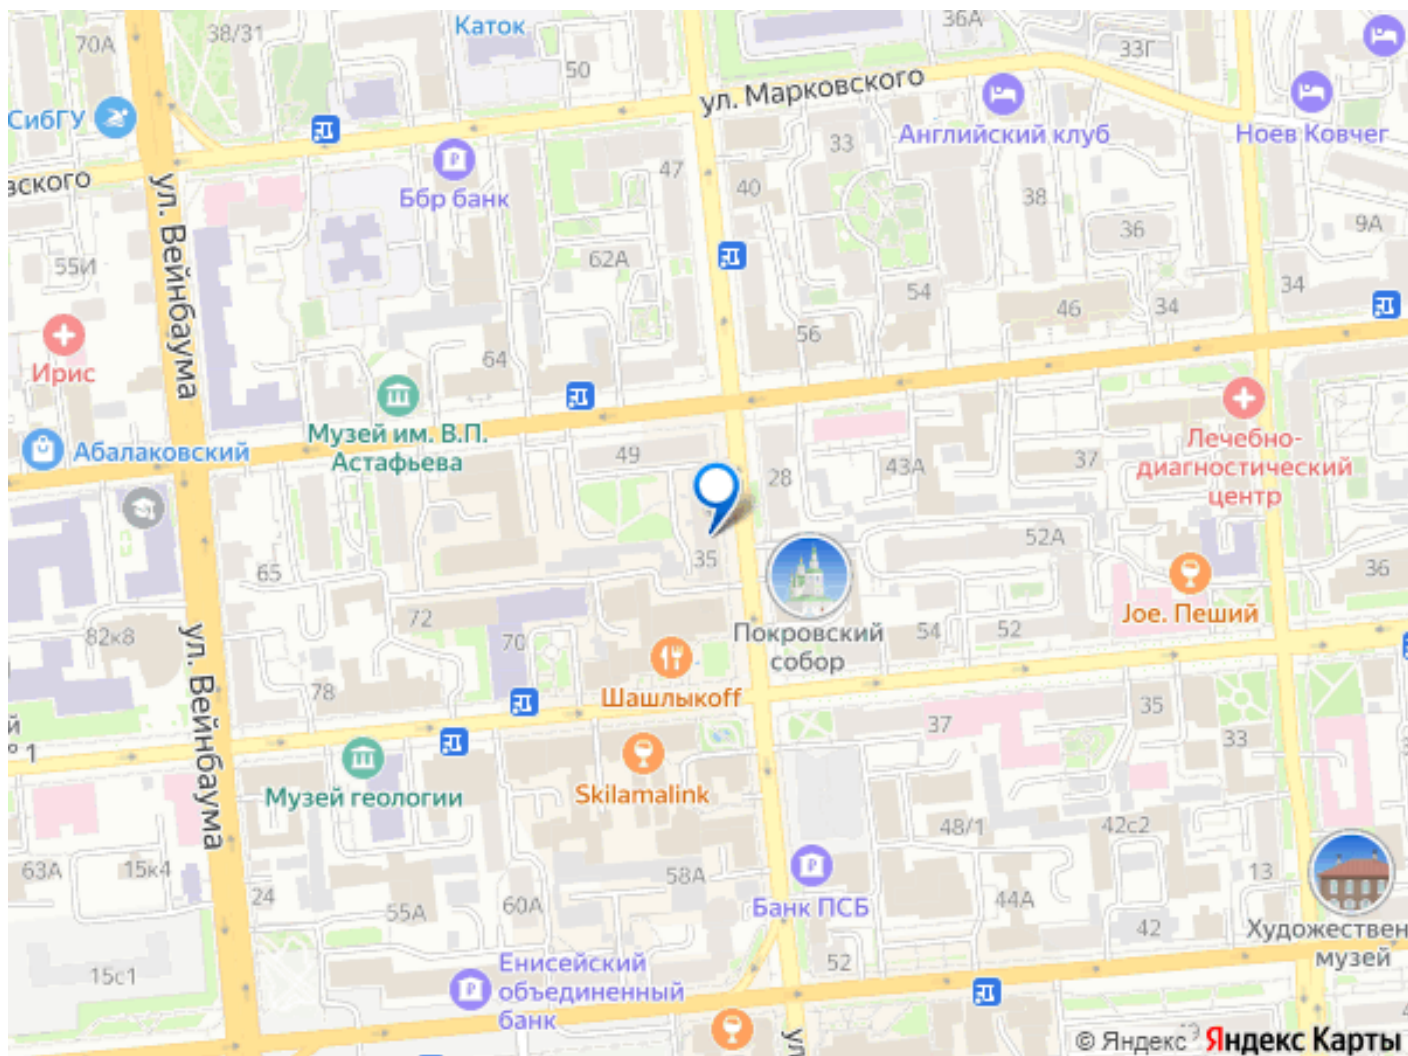 38/31
Каток
36А
70А
33Г
50
ул. Марковского
СибГУ
Английский клуб
Ноев Ковчег
33
47
вского
40
Ббр банк
38
ул. Вейнбаума
36
9А
55И
62А
54
34
46
34
56
Ирис
64
Музей им. В.П.
Астафьева
Абалаковский
49
28
43А
37
Лечебно-
диагностический
центр
35
52А
65
36
72
Joe. Пеший
82к8
70
54
52
Покровский
собор
ул. Вейнбаума
78
Шашлыкоff
35
й
№ 1
37
33
Музей геологии
Skilamalink
48/1
42с2
63А
15к4
58А
13
24
55А
60А
Банк ПСБ
44А
42
Художествен
музей
15с1
Енисейский
объединенный
банк
52
ул
© Яндекс
Яндекс Карты